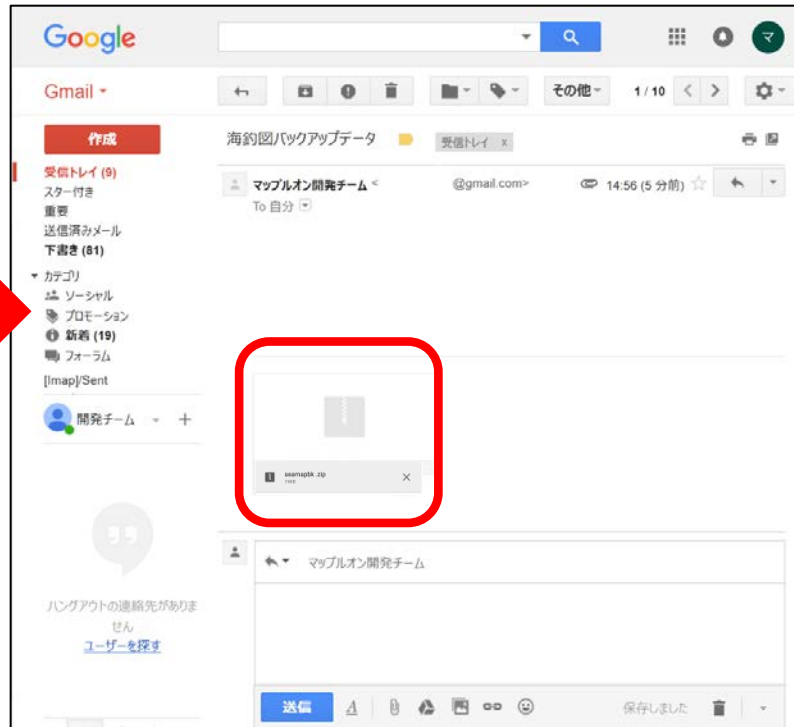 Google
マ
Gmail
その他
1/10
作成
海釣図バックアップデータ
受信トレイ x
受信トレイ (9)
スター付き
重要
送信済みメール
下書き (81)
マップルオン開発チーム <
@gmail.com>
14:56 (5 分前)
To 自分
カテゴリ
ソーシャル
プロモーション
新着 (19)
フォーラム
[Imap]/Sent
開発チーム
seamapbk.zip
マップルオン開発チーム
ハングアウトの連絡先がありま
せん
ユーザーを探す
送信
保存しました